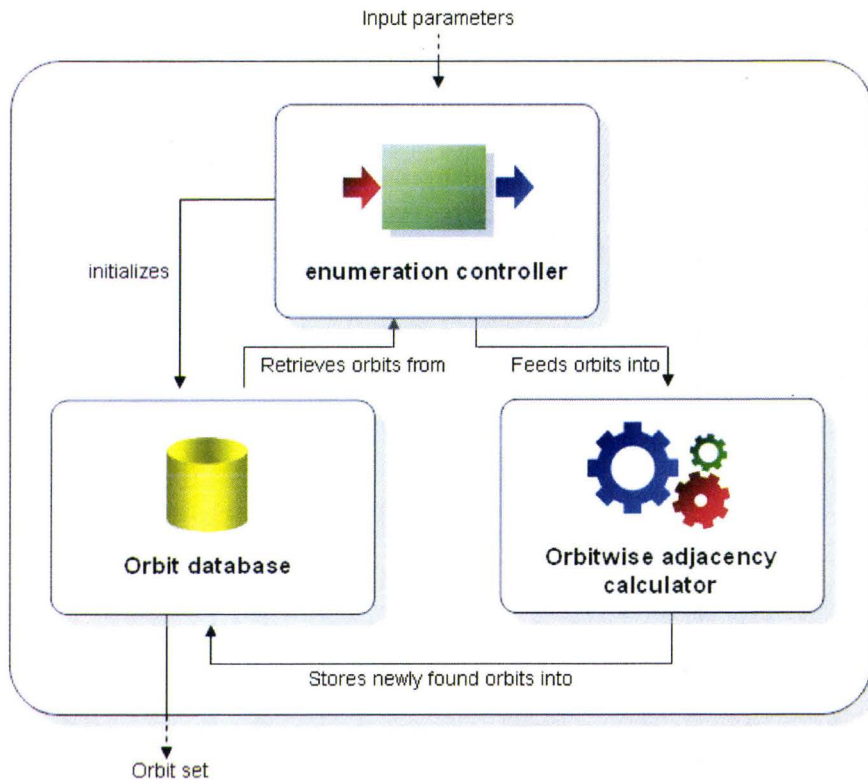 Input parameters
enumeration controller
initializes
Retrieves orbits from
Feeds orbits into
Orbit database
Orbitwise adjacency
calculator
Stores newly found orbits into
Orbit set